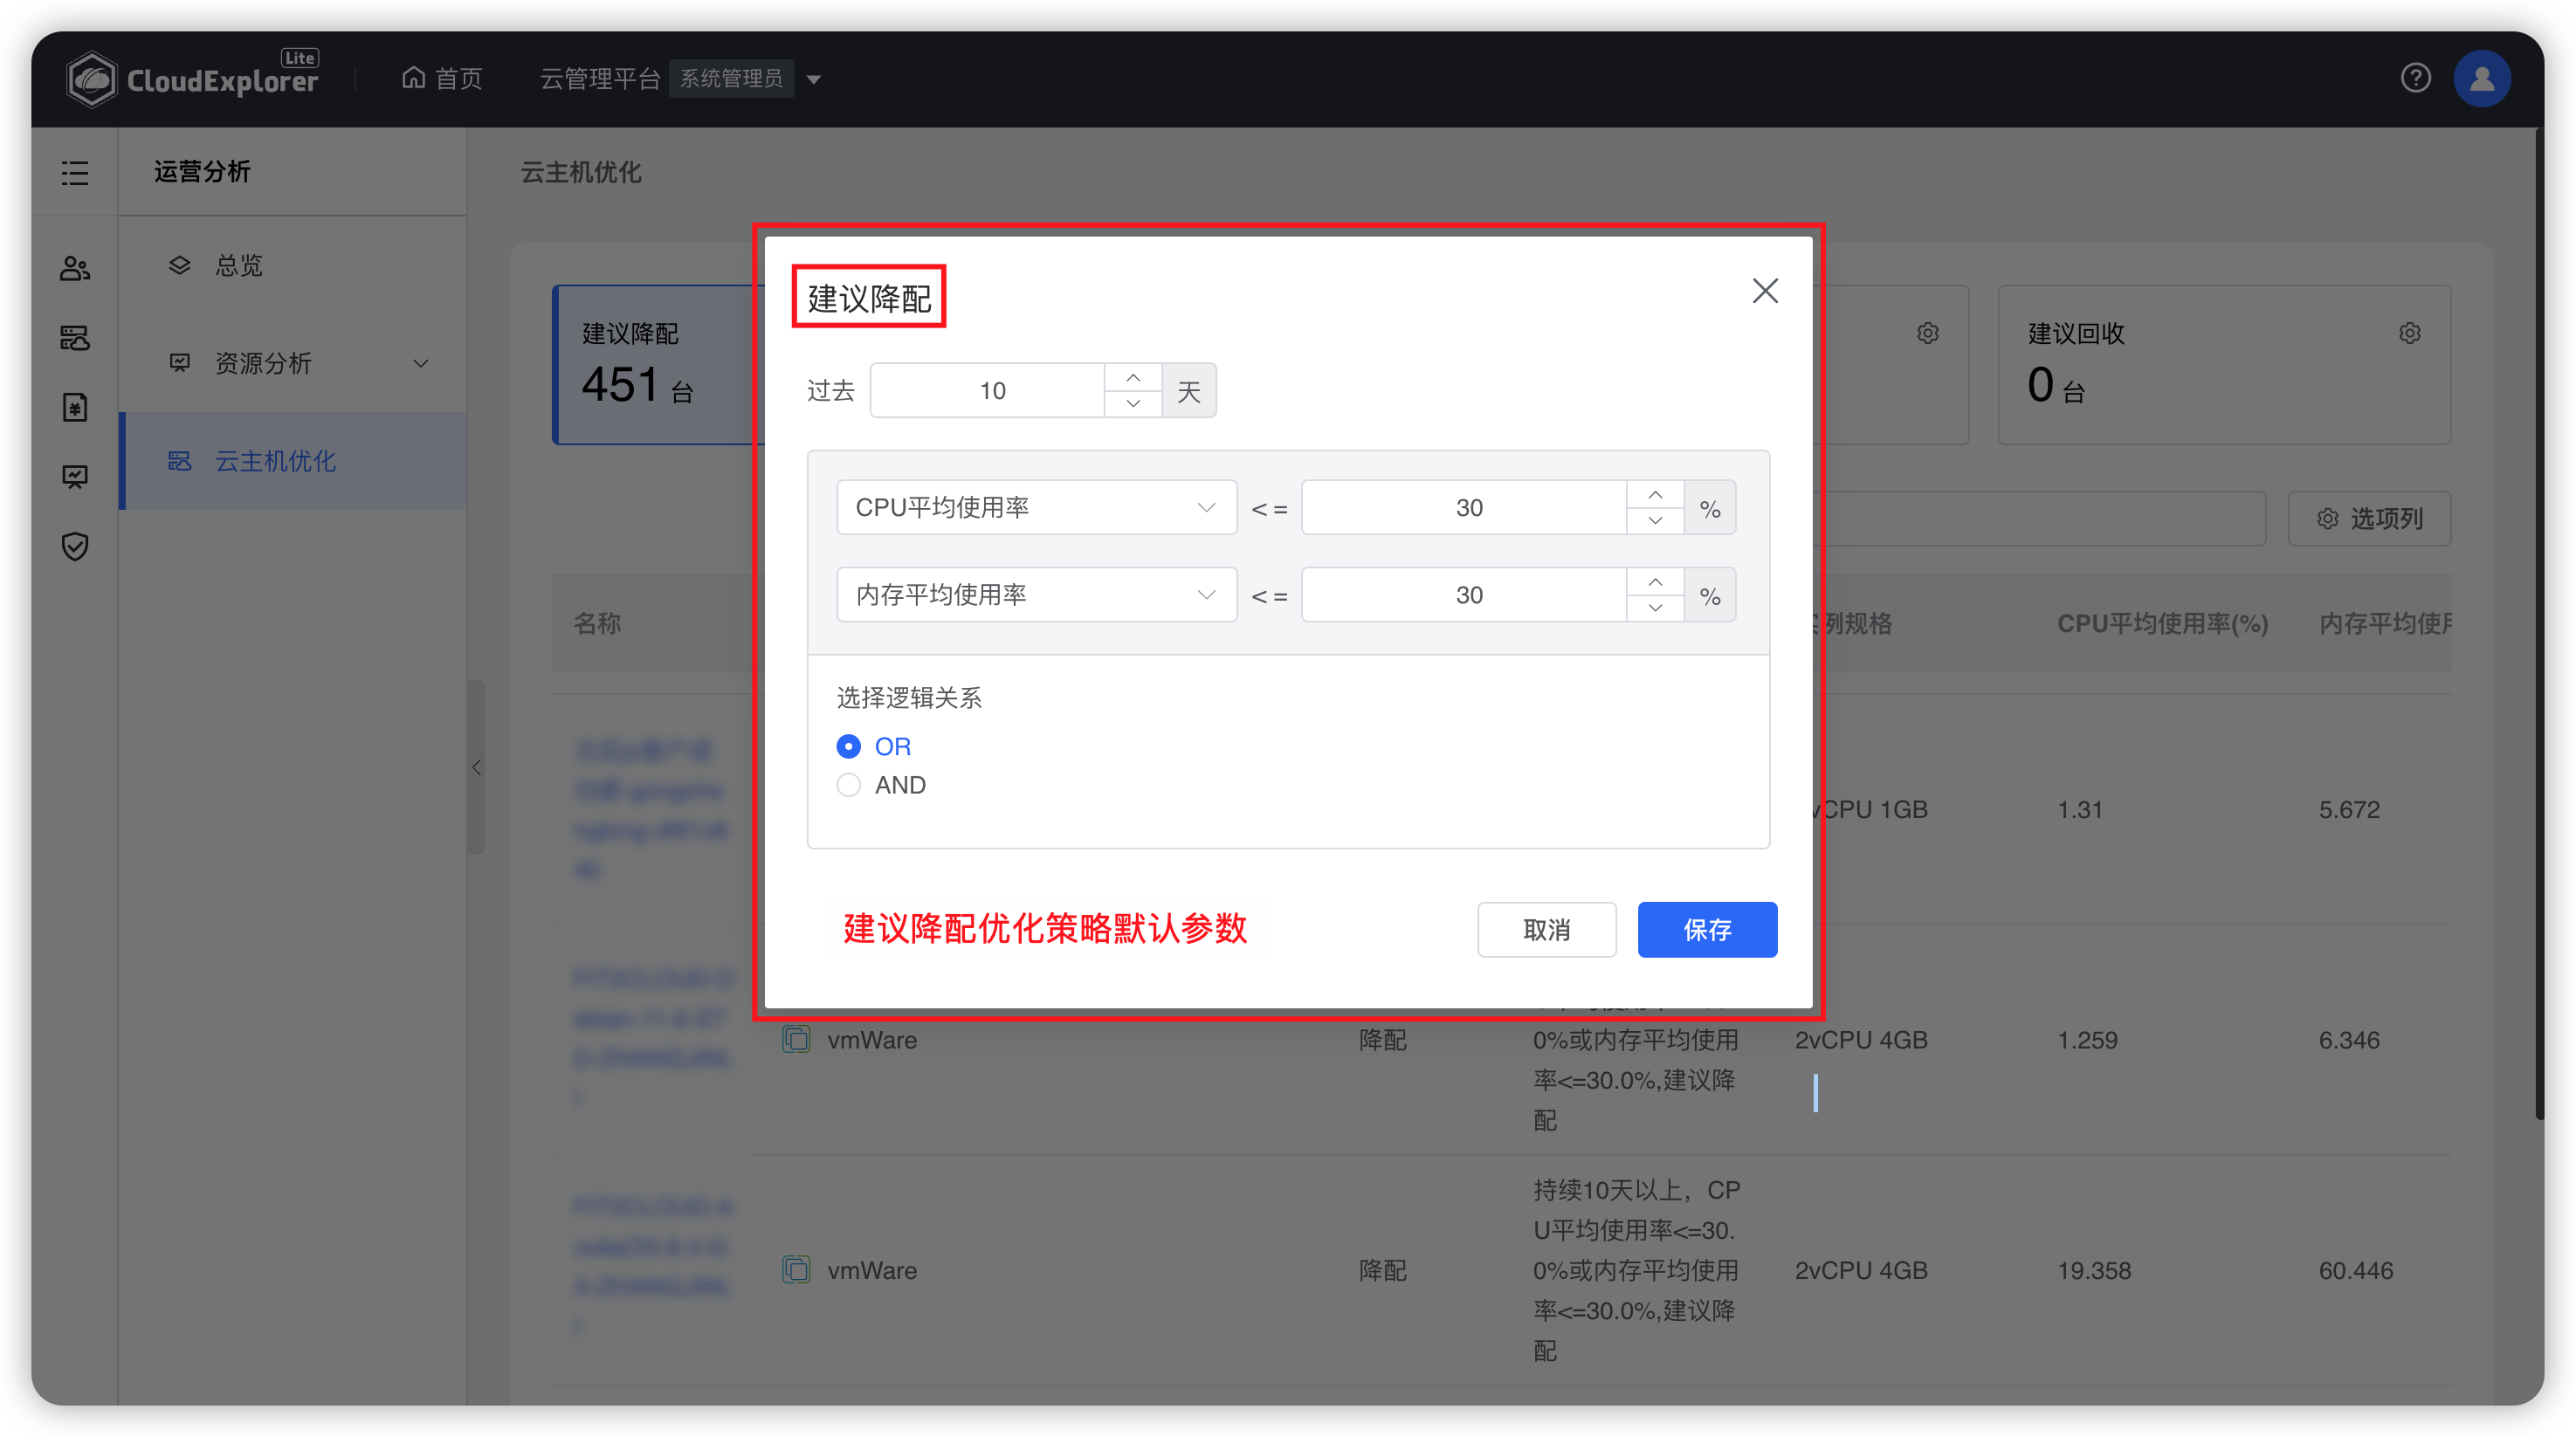 CloudExplorer Lite
首页
云管理平台 系统管理员
运营分析
总览
资源分析
云主机优化
云主机优化
建议降配
451 台
建议回收
0 台
选项列
建议降配
过去 10 天
CPU平均使用率 <= 30 %
内存平均使用率 <= 30 %
选择逻辑关系
OR
AND
建议降配优化策略默认参数
取消 保存
名称 例规格 CPU平均使用率(%) 内存平均使用
vCPU 1GB 1.31 5.672
vmWare 降配 2vCPU 4GB 1.259 6.346
0%或内存平均使用
率<=30.0%,建议降
配
持续10天以上，CP
U平均使用率<=30.
0%或内存平均使用
率<=30.0%,建议降
配
vmWare 降配 2vCPU 4GB 19.358 60.446